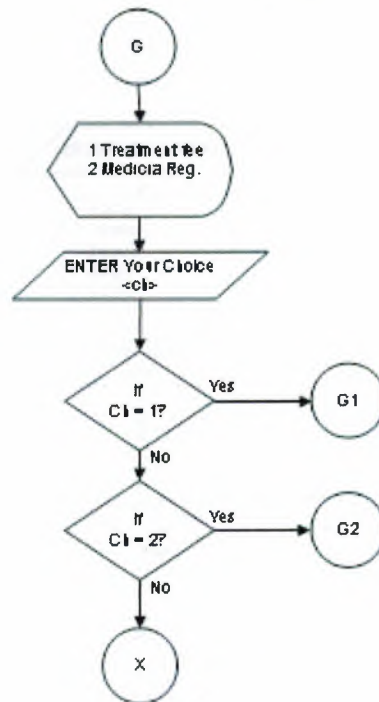 G
1 Treatment fee
2 Medicia Reg.
ENTER Your Choice
<ch>
If
Ch = 1?
Yes
G1
No
If
Ch = 2?
Yes
G2
No
X